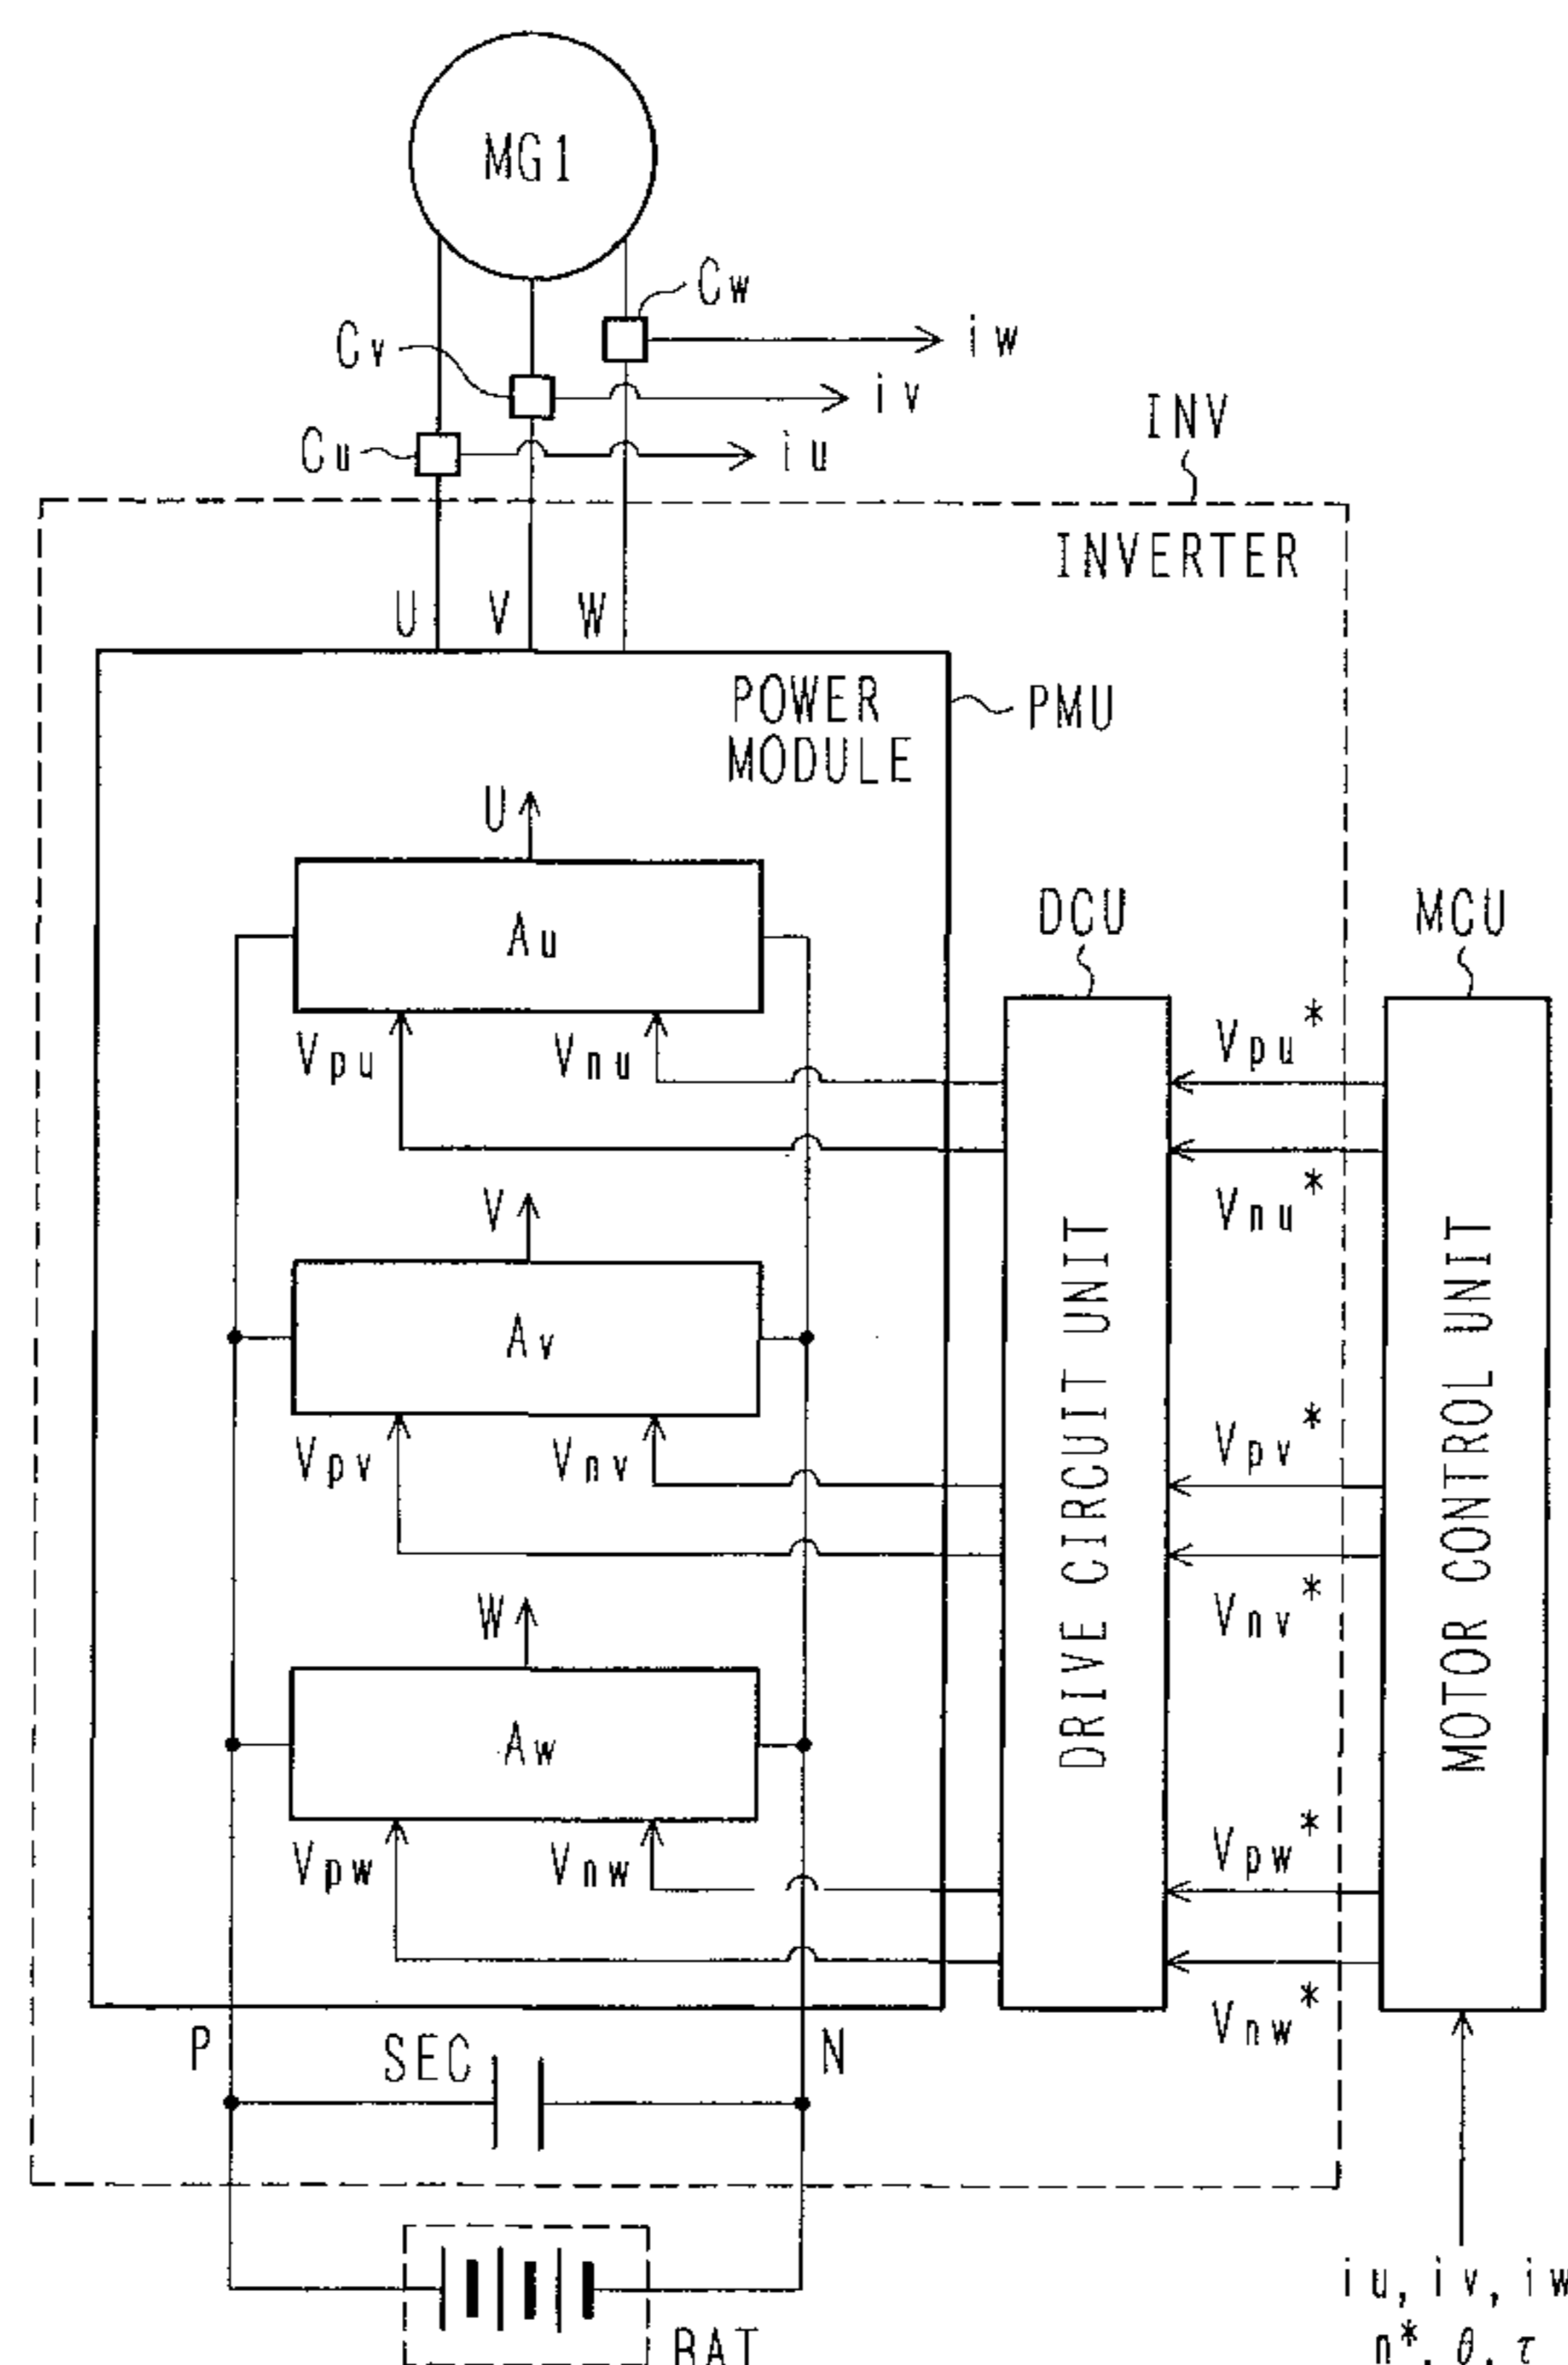 MG1
Cw
iw
Cv
iv
INV
Cu
iu
INVERTER
U
V
W
POWER
MODULE
PMU
U
Au
DCU
MCU
Vpu
Vnu
Vpu*
Vnu*
V
Av
Vpv
Vnv
Vpv*
Vnv*
DRIVE CIRCUIT UNIT
MOTOR CONTROL UNIT
W
Aw
Vpw
Vnw
Vpw*
Vnw*
P
SEC
N
iu, iv, iw
n*, θ, τ
BAT